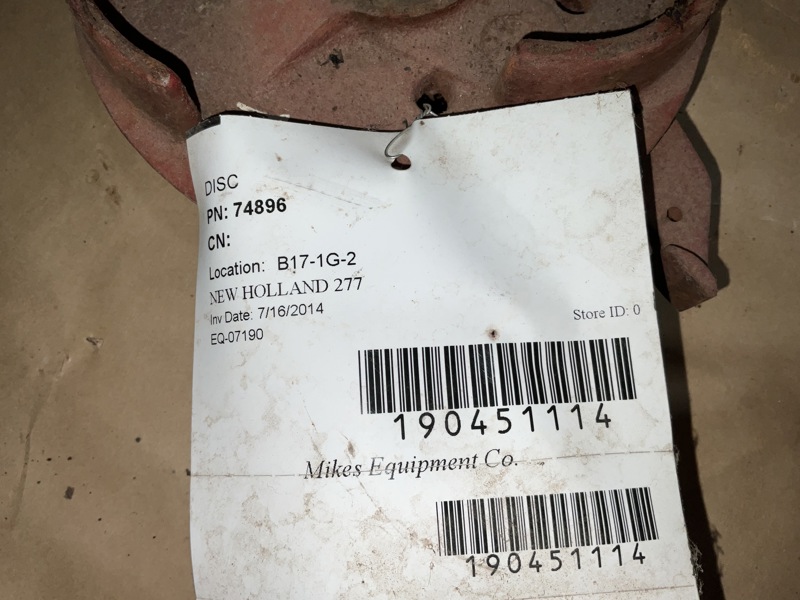 DISC
PN: 74896
CN:
Location: B17-1G-2
NEW HOLLAND 277
Inv Date: 7/16/2014
Store ID: 0
EQ-07190
190451114
Mikes Equipment Co.
190451114